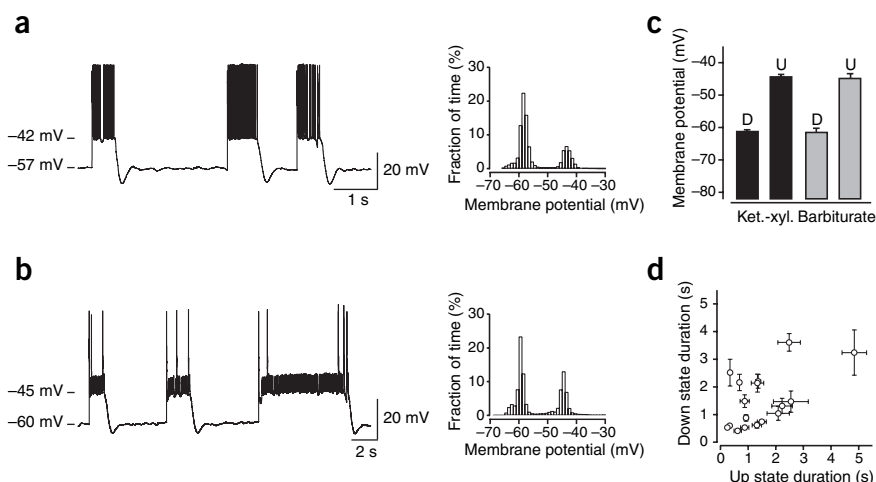 a
−42 mV
−57 mV
20 mV
1 s
Fraction of time (%)
30
20
10
0
−70 −60 −50 −40 −30
Membrane potential (mV)
c
Membrane potential (mV)
−40
−50
−60
−70
−80
D U D U
Ket.-xyl. Barbiturate
b
−45 mV
−60 mV
20 mV
2 s
Fraction of time (%)
30
20
10
0
−70 −60 −50 −40 −30
Membrane potential (mV)
d
Down state duration (s)
5
4
3
2
1
0
0 1 2 3 4 5
Up state duration (s)